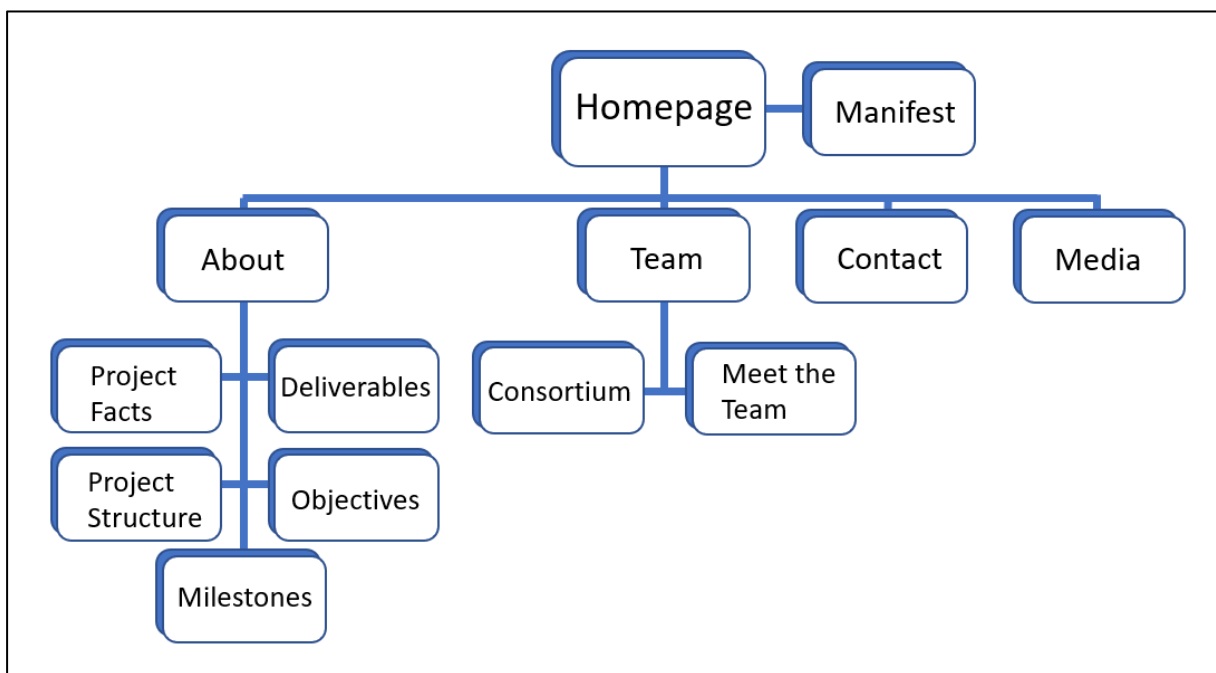 Homepage
Manifest
About
Team
Contact
Media
Project
Facts
Deliverables
Consortium
Meet the
Team
Project
Structure
Objectives
Milestones